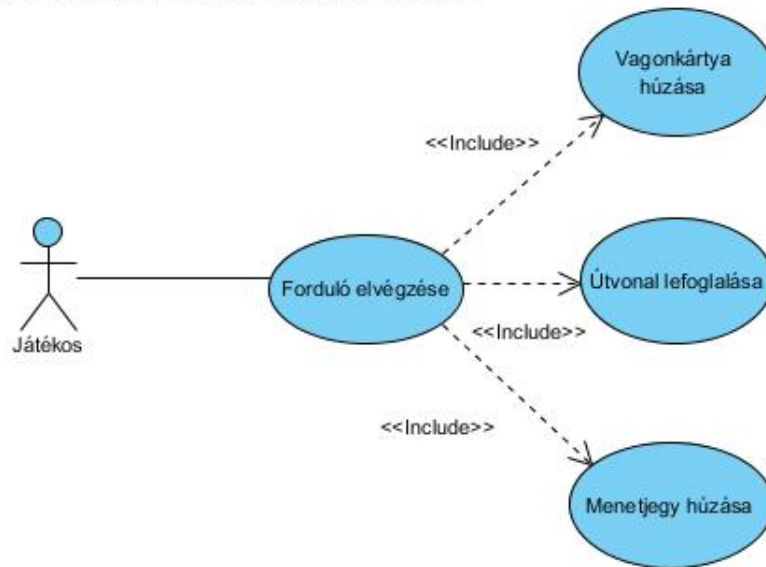 Vagonkártya
húzása
<<Include>>
Forduló elvégzése
Útvonal lefoglalása
<<Include>>
Játékos
<<Include>>
Menetjegy húzása